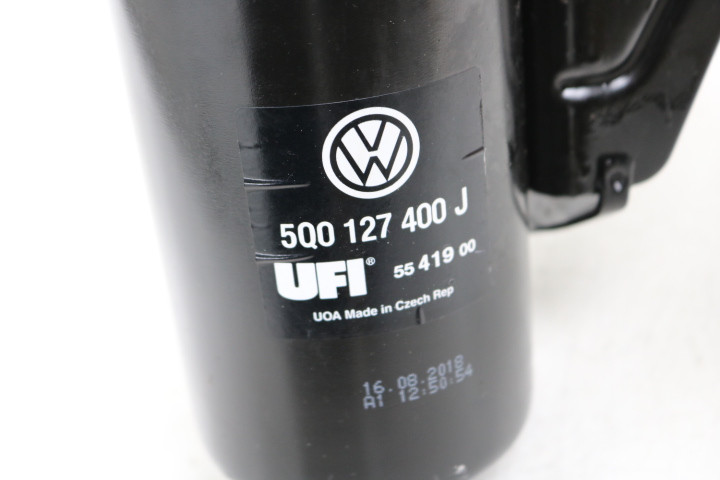 VW
5Q0 127 400 J
UFI® 55 419 00
UOA Made in Czech Rep
16.08.2018
A1 12:50:54